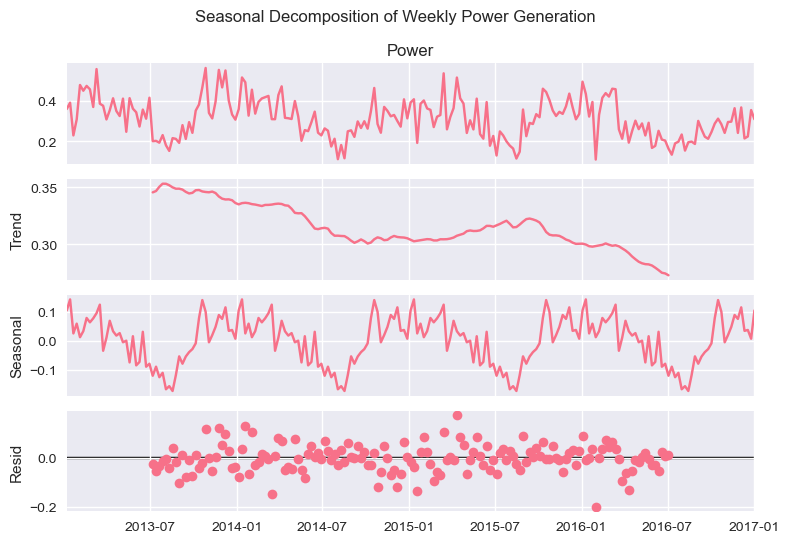 Seasonal Decomposition of Weekly Power Generation
Power
0.4
0.2
0.35
0.30
Trend
0.1
0.0
−0.1
Seasonal
0.0
−0.2
Resid
2013-07 2014-01 2014-07 2015-01 2015-07 2016-01 2016-07 2017-01